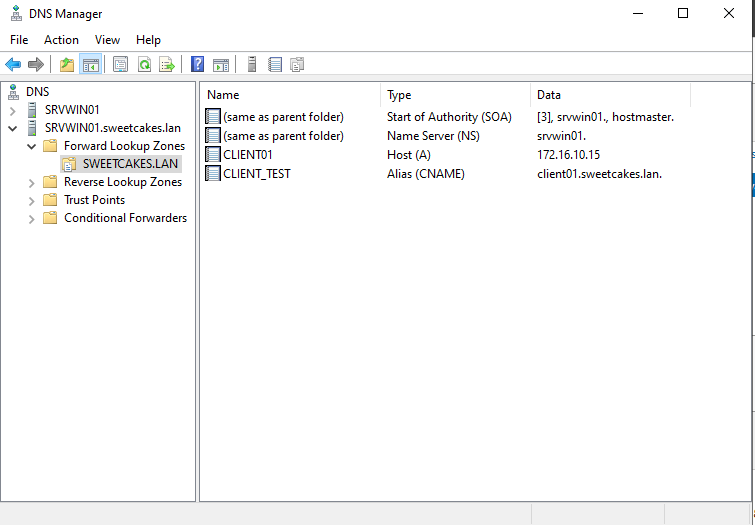 DNS Manager
File Action View Help
DNS
SRVWIN01
SRVWIN01.sweetcakes.lan
Forward Lookup Zones
SWEETCAKES.LAN
Reverse Lookup Zones
Trust Points
Conditional Forwarders
Name Type Data
(same as parent folder) Start of Authority (SOA) [3], srvwin01., hostmaster.
(same as parent folder) Name Server (NS) srvwin01.
CLIENT01 Host (A) 172.16.10.15
CLIENT_TEST Alias (CNAME) client01.sweetcakes.lan.